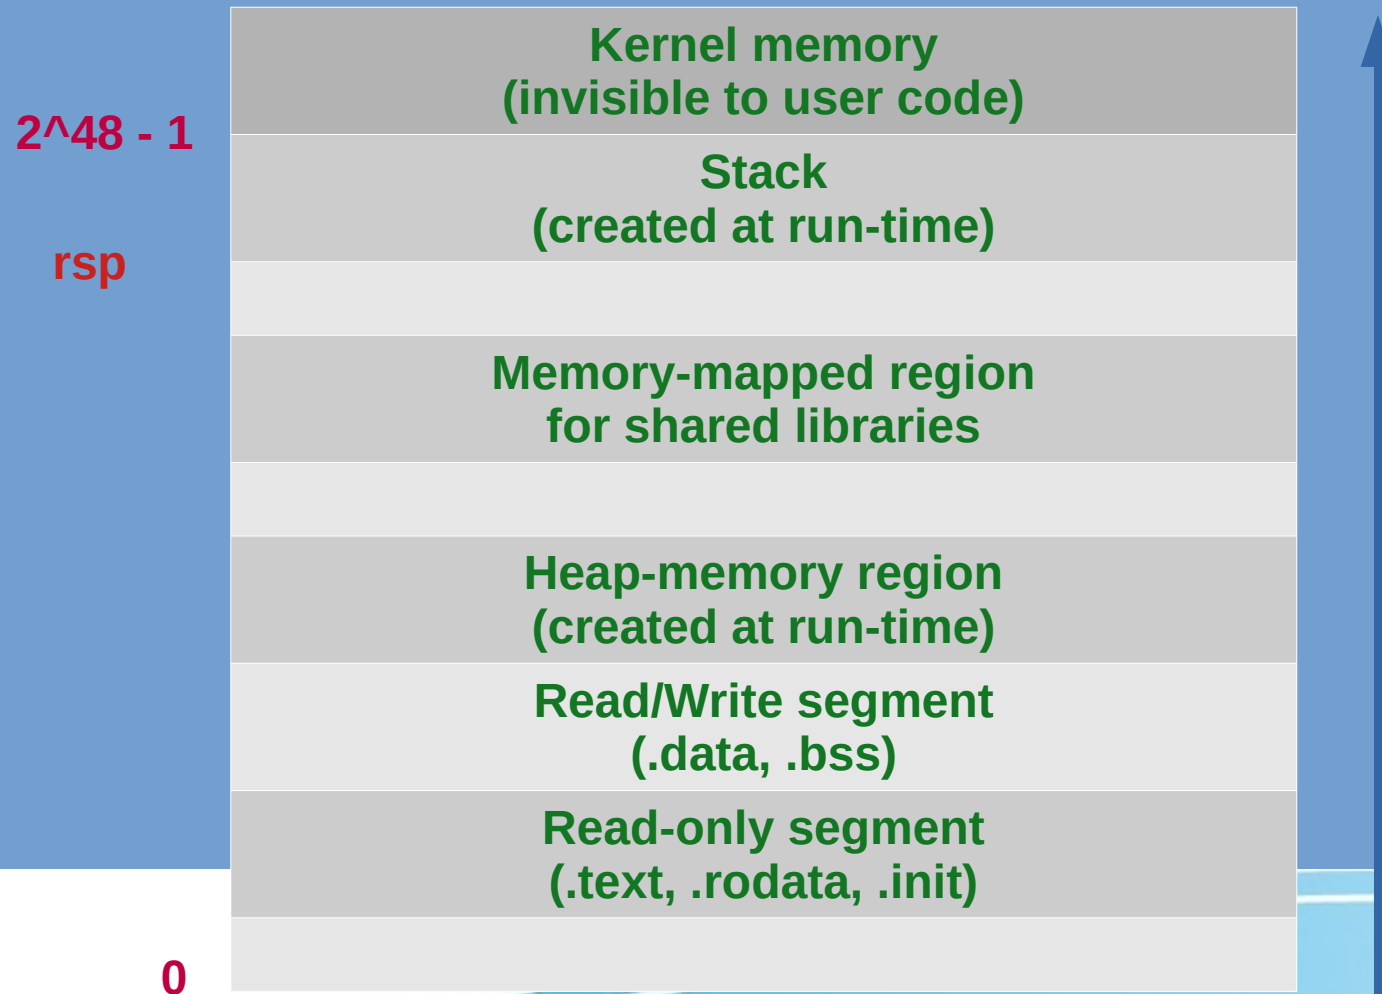 Kernel memory
(invisible to user code)
2^48 - 1
Stack
(created at run-time)
rsp
Memory-mapped region
for shared libraries
Heap-memory region
(created at run-time)
Read/Write segment
(.data, .bss)
Read-only segment
(.text, .rodata, .init)
0